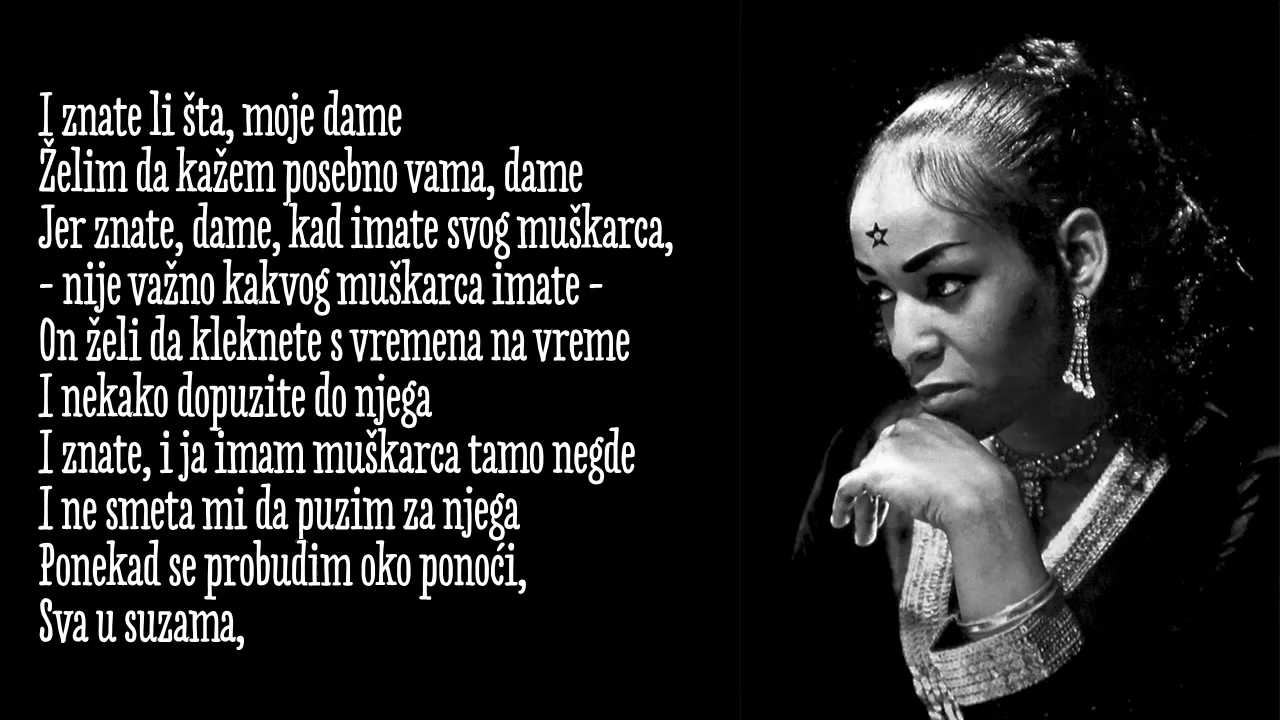 I znate li šta, moje dame
Želim da kažem posebno vama, dame
Jer znate, dame, kad imate svog muškarca,
- nije važno kakvog muškarca imate -
On želi da kleknete s vremena na vreme
I nekako dopuzite do njega
I znate, i ja imam muškarca tamo negde
I ne smeta mi da puzim za njega
Ponekad se probudim oko ponoći,
Sva u suzama,